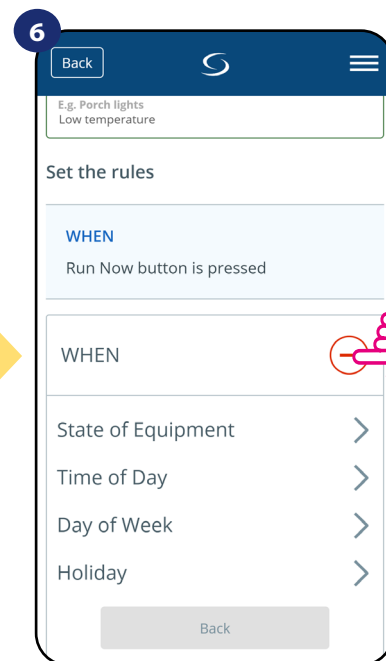 6
Back
E.g. Porch lights
Low temperature
Set the rules
WHEN
Run Now button is pressed
WHEN
State of Equipment
Time of Day
Day of Week
Holiday
Back